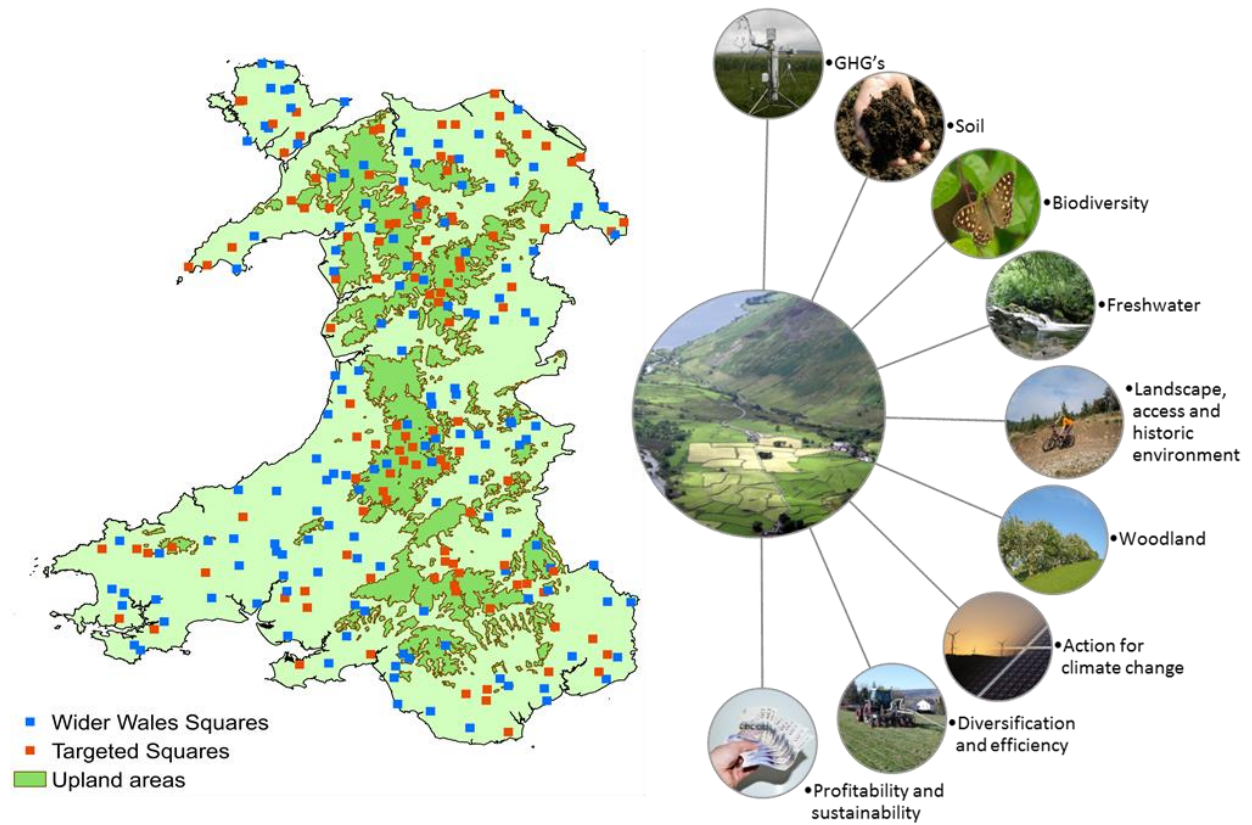 •GHG's
•Soil
•Biodiversity
•Freshwater
•Landscape,
access and
historic
environment
•Woodland
•Action for
climate change
•Diversification
and efficiency
•Profitability and
sustainability
Wider Wales Squares
Targeted Squares
Upland areas